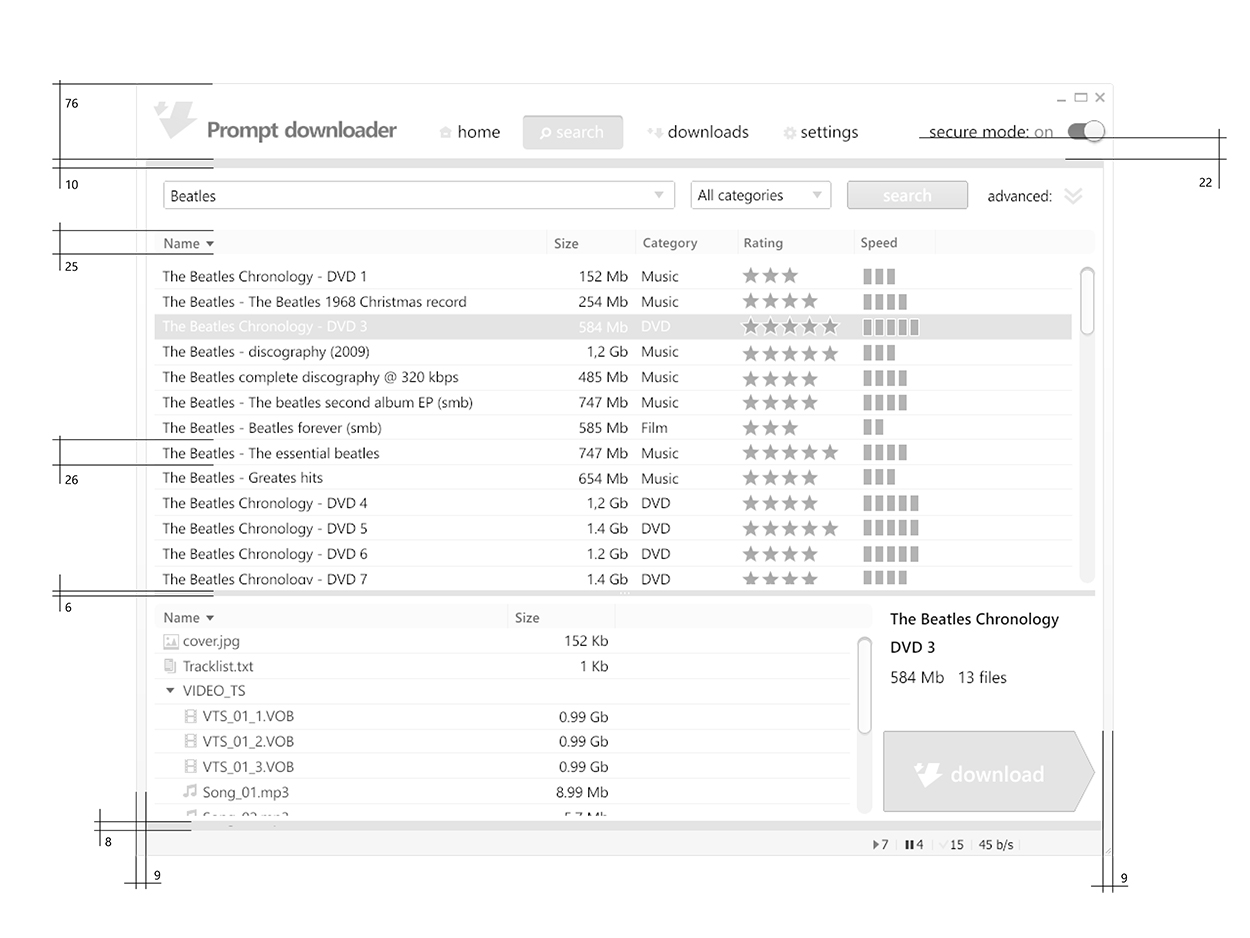 76
Prompt downloader home search downloads settings secure mode: on
10
22
Beatles All categories search advanced:
Name Size Category Rating Speed
25
The Beatles Chronology - DVD 1 152 Mb Music
The Beatles - The Beatles 1968 Christmas record 254 Mb Music
The Beatles Chronology - DVD 3 584 Mb DVD
The Beatles - discography (2009) 1,2 Gb Music
The Beatles complete discography @ 320 kbps 485 Mb Music
The Beatles - The beatles second album EP (smb) 747 Mb Music
The Beatles - Beatles forever (smb) 585 Mb Film
The Beatles - The essential beatles 747 Mb Music
26
The Beatles - Greates hits 654 Mb Music
The Beatles Chronology - DVD 4 1,2 Gb DVD
The Beatles Chronology - DVD 5 1.4 Gb DVD
The Beatles Chronology - DVD 6 1.2 Gb DVD
The Beatles Chronology - DVD 7 1.4 Gb DVD
6
Name Size
cover.jpg 152 Kb
Tracklist.txt 1 Kb
VIDEO_TS
VTS_01_1.VOB 0.99 Gb
VTS_01_2.VOB 0.99 Gb
VTS_01_3.VOB 0.99 Gb
Song_01.mp3 8.99 Mb
Song_02.mp3 5.7 Mb
The Beatles Chronology
DVD 3
584 Mb 13 files
download
8
7 4 15 45 b/s
9
9